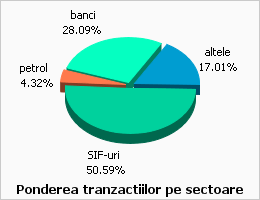 banci
28.09%
altele
17.01%
petrol
4.32%
SIF-uri
50.59%
Ponderea tranzactiilor pe sectoare